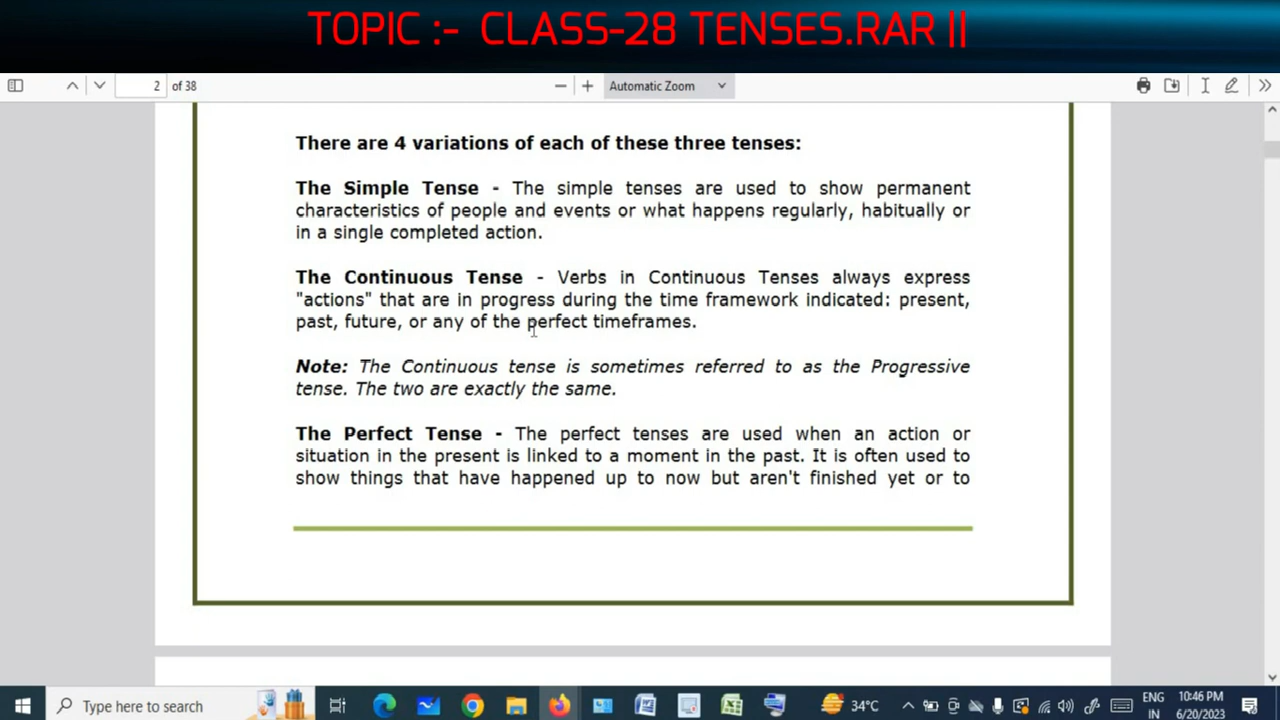 TOPIC :- CLASS-28 TENSES.RAR ||
2 of 38
Automatic Zoom
There are 4 variations of each of these three tenses:
The Simple Tense - The simple tenses are used to show permanent
characteristics of people and events or what happens regularly, habitually or
in a single completed action.
The Continuous Tense - Verbs in Continuous Tenses always express
"actions" that are in progress during the time framework indicated: present,
past, future, or any of the perfect timeframes.
Note: The Continuous tense is sometimes referred to as the Progressive
tense. The two are exactly the same.
The Perfect Tense - The perfect tenses are used when an action or
situation in the present is linked to a moment in the past. It is often used to
show things that have happened up to now but aren't finished yet or to
Type here to search
34°C
ENG
IN
10:46 PM
6/20/2023